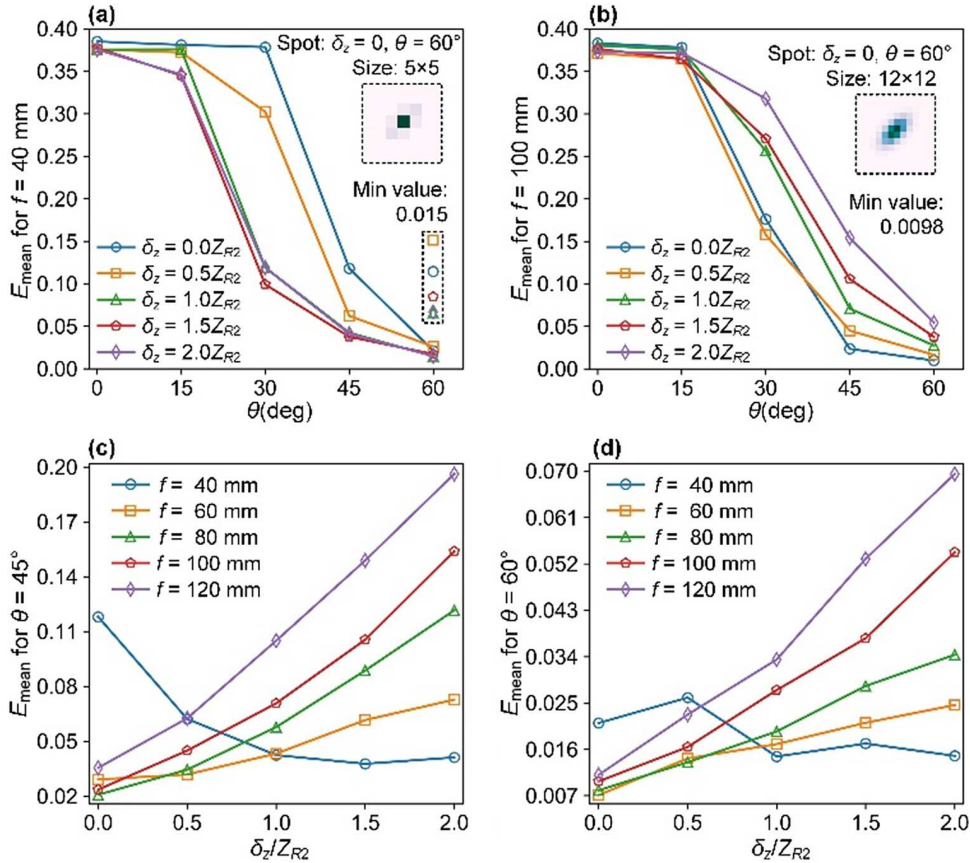 (a)
E_mean for f = 40 mm
0.40
0.35
0.30
0.25
0.20
0.15
0.10
0.05
0.00
Spot: δz = 0, θ = 60°
Size: 5×5
Min value:
0.015
δz = 0.0ZR2
δz = 0.5ZR2
δz = 1.0ZR2
δz = 1.5ZR2
δz = 2.0ZR2
0 15 30 45 60
θ(deg)
(b)
E_mean for f = 100 mm
0.40
0.35
0.30
0.25
0.20
0.15
0.10
0.05
0.00
Spot: δz = 0, θ = 60°
Size: 12×12
Min value:
0.0098
δz = 0.0ZR2
δz = 0.5ZR2
δz = 1.0ZR2
δz = 1.5ZR2
δz = 2.0ZR2
0 15 30 45 60
θ(deg)
(c)
E_mean for θ = 45°
0.20
0.17
0.14
0.11
0.08
0.05
0.02
f = 40 mm
f = 60 mm
f = 80 mm
f = 100 mm
f = 120 mm
0.0 0.5 1.0 1.5 2.0
δz/ZR2
(d)
E_mean for θ = 60°
0.070
0.061
0.052
0.043
0.034
0.025
0.016
0.007
f = 40 mm
f = 60 mm
f = 80 mm
f = 100 mm
f = 120 mm
0.0 0.5 1.0 1.5 2.0
δz/ZR2